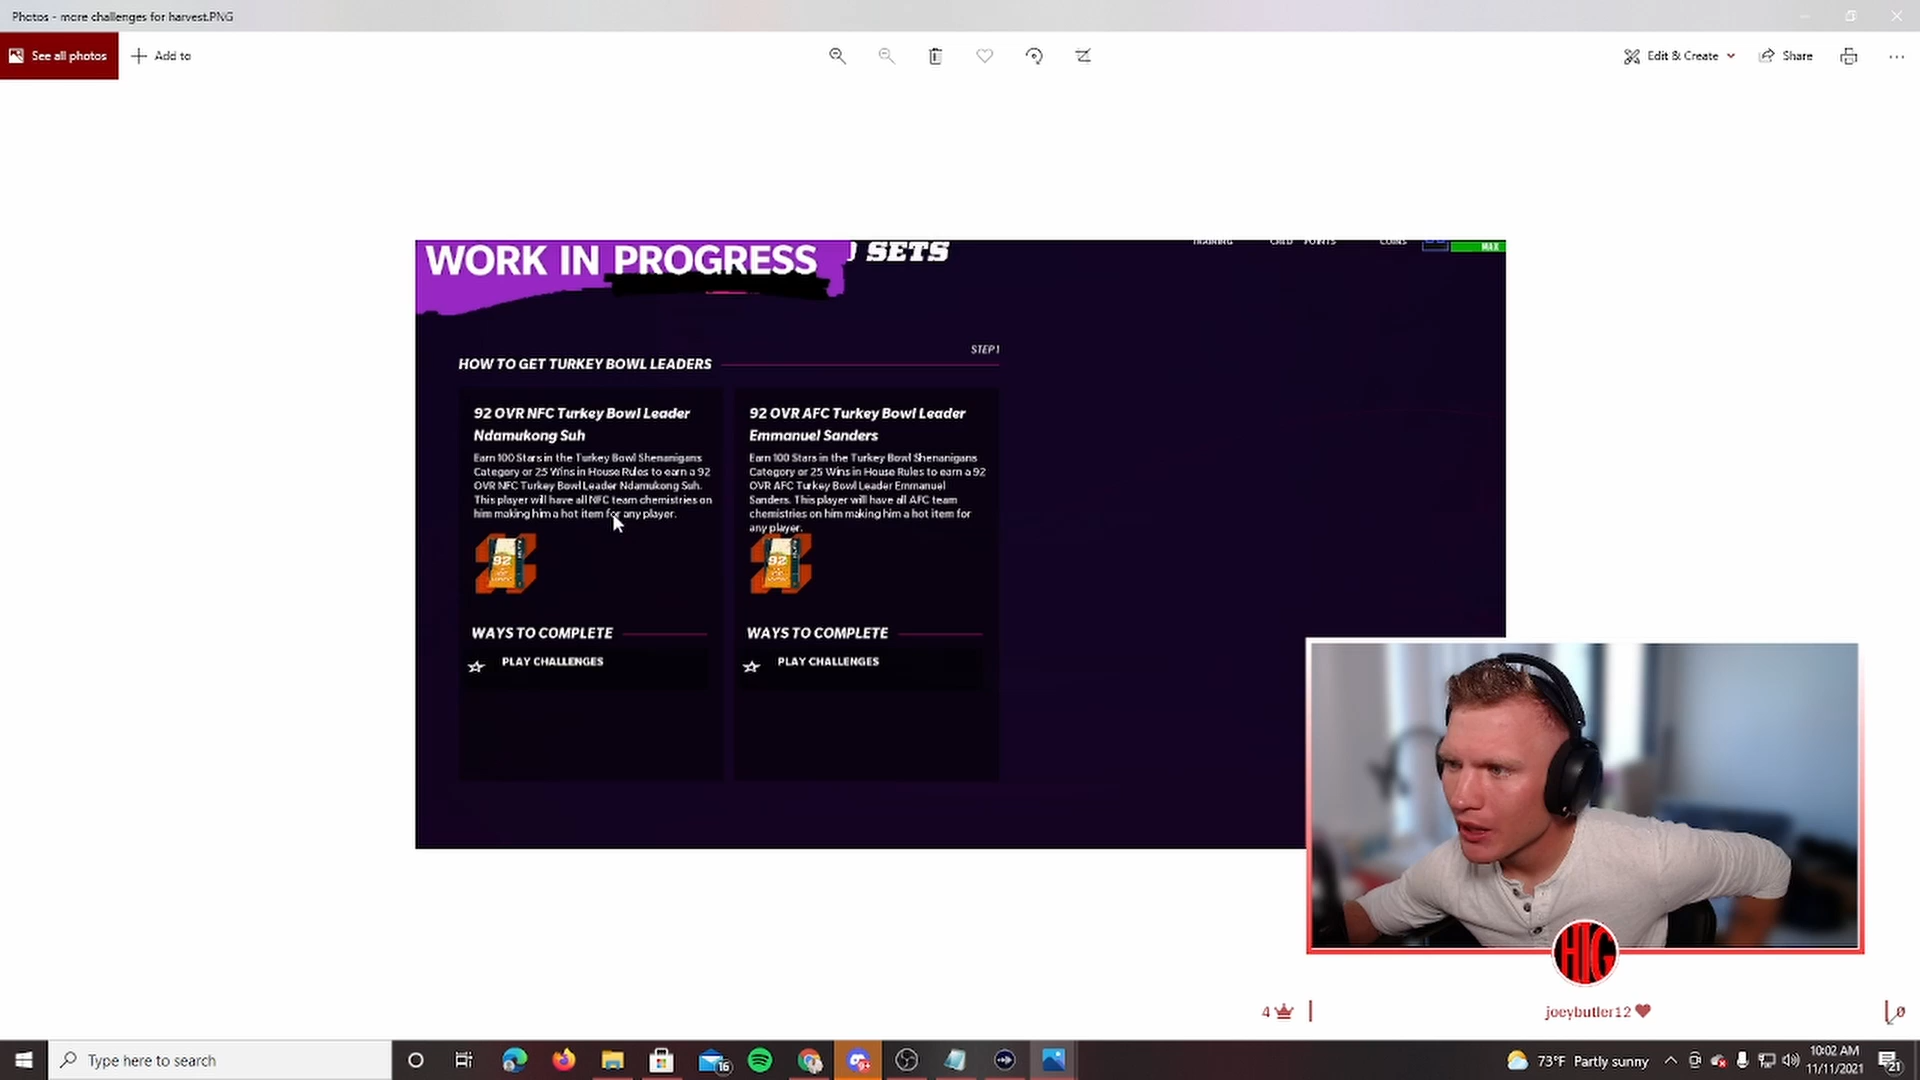 Photos - more challenges for harvest.PNG
See all photos
Add to
Edit & Create
Share
WORK IN PROGRESS
SETS
TRAINING
CRED
POINTS
COINS
MAX
STEP 1
HOW TO GET TURKEY BOWL LEADERS
92 OVR NFC Turkey Bowl Leader
Ndamukong Suh
Earn 100 Stars in the Turkey Bowl Shenanigans
Category or 25 Wins in House Rules to earn a 92
OVR NFC Turkey Bowl Leader Ndamukong Suh.
This player will have all NFC team chemistries on
him making him a hot item for any player.
92
WAYS TO COMPLETE
PLAY CHALLENGES
92 OVR AFC Turkey Bowl Leader
Emmanuel Sanders
Earn 100 Stars in the Turkey Bowl Shenanigans
Category or 25 Wins in House Rules to earn a 92
OVR AFC Turkey Bowl Leader Emmanuel
Sanders. This player will have all AFC team
chemistries on him making him a hot item for
any player.
92
WAYS TO COMPLETE
PLAY CHALLENGES
HIG
4
joeybutler12
Type here to search
16
73°F Partly sunny
10:02 AM
11/11/2021
21